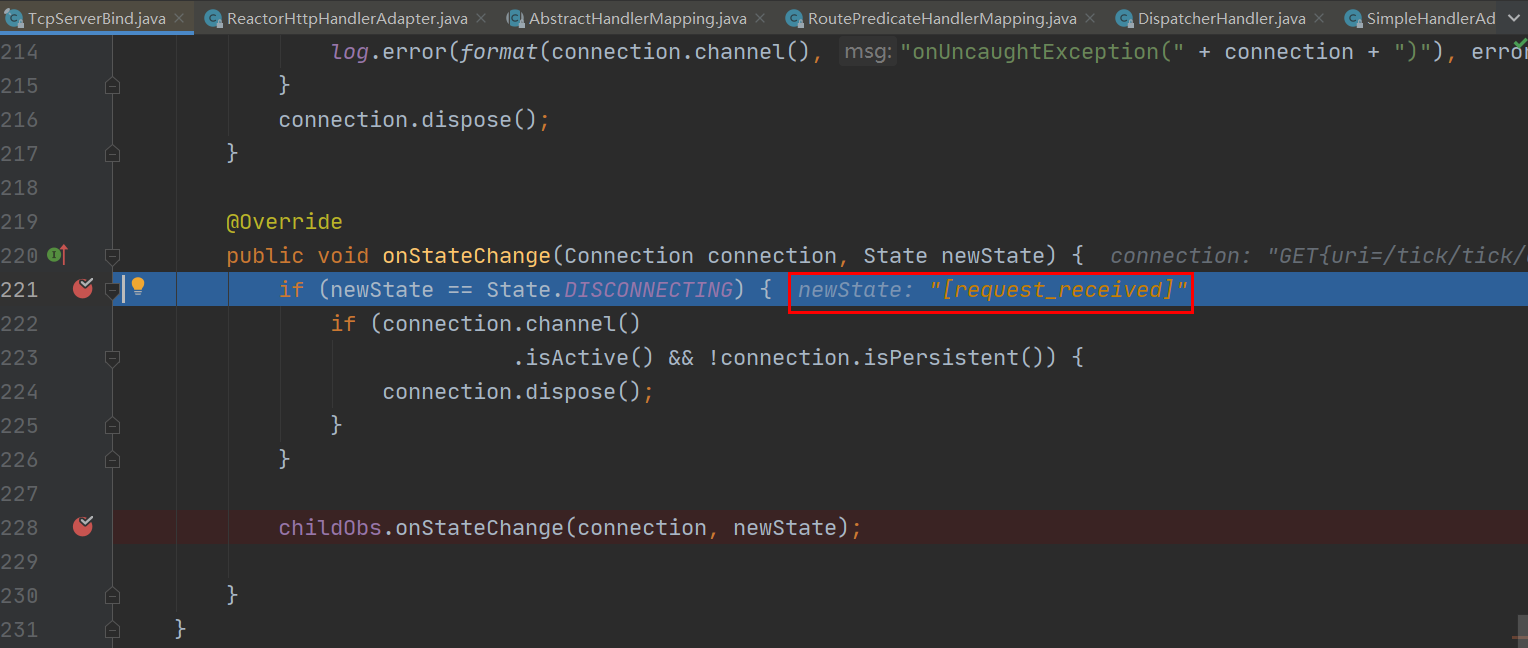 TcpServerBind.java ReactorHttpHandlerAdapter.java AbstractHandlerMapping.java RoutePredicateHandlerMapping.java DispatcherHandler.java SimpleHandlerAd
214 log.error(format(connection.channel(), msg: "onUncaughtException(" + connection + ")"), error
215 }
216 connection.dispose();
217 }
218
219 @Override
220 public void onStateChange(Connection connection, State newState) { connection: "GET{uri=/tick/tick/
221 if (newState == State.DISCONNECTING) { newState: "[request_received]"
222 if (connection.channel()
223 .isActive() && !connection.isPersistent()) {
224 connection.dispose();
225 }
226 }
227
228 childObs.onStateChange(connection, newState);
229
230 }
231 }